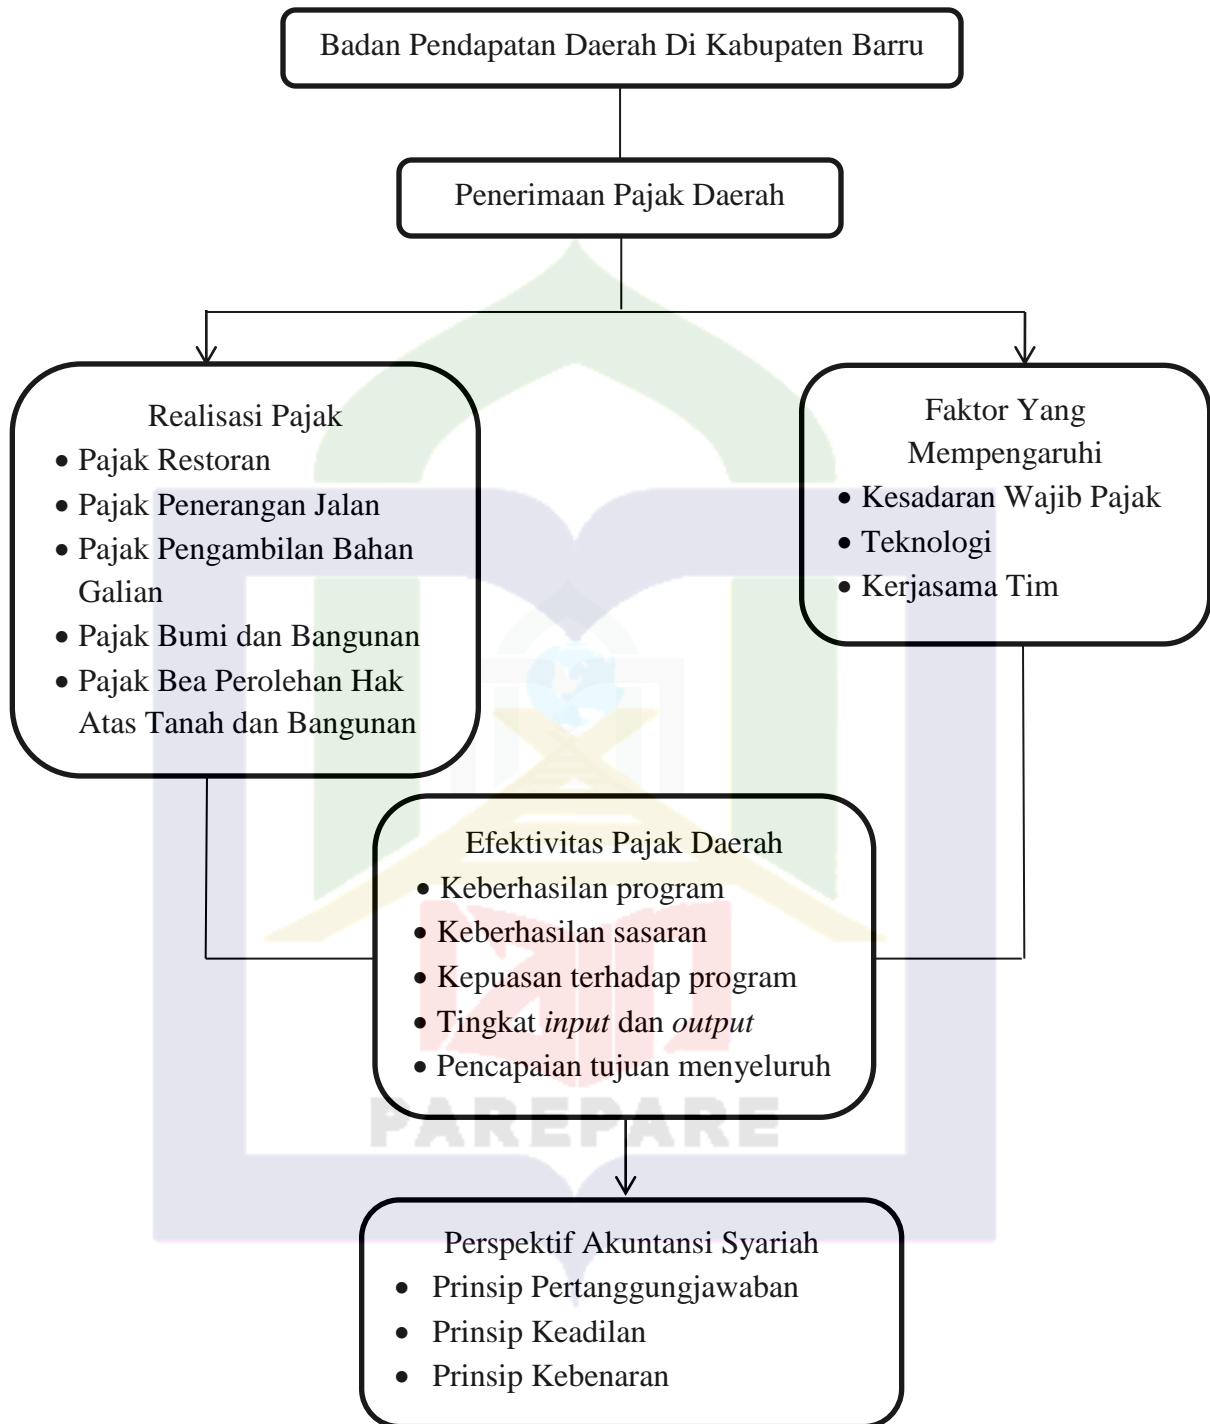 Badan Pendapatan Daerah Di Kabupaten Barru
Penerimaan Pajak Daerah
Realisasi Pajak
• Pajak Restoran
• Pajak Penerangan Jalan
• Pajak Pengambilan Bahan
Galian
• Pajak Bumi dan Bangunan
• Pajak Bea Perolehan Hak
Atas Tanah dan Bangunan
Faktor Yang
Mempengaruhi
• Kesadaran Wajib Pajak
• Teknologi
• Kerjasama Tim
Efektivitas Pajak Daerah
• Keberhasilan program
• Keberhasilan sasaran
• Kepuasan terhadap program
• Tingkat input dan output
• Pencapaian tujuan menyeluruh
PAREPARE
Perspektif Akuntansi Syariah
• Prinsip Pertanggungjawaban
• Prinsip Keadilan
• Prinsip Kebenaran